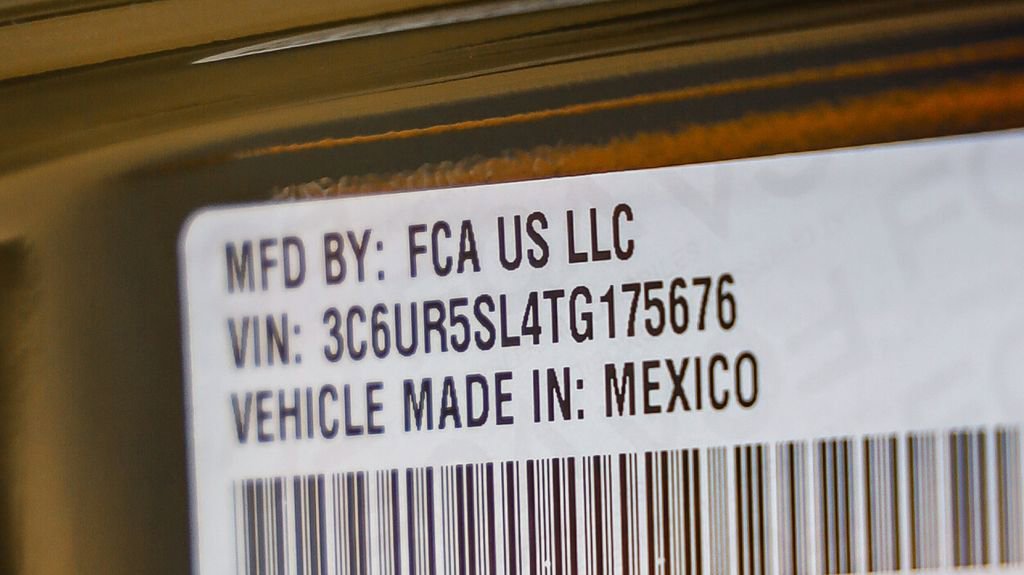 MFD BY: FCA US LLC
VIN: 3C6UR5SL4TG175676
VEHICLE MADE IN: MEXICO